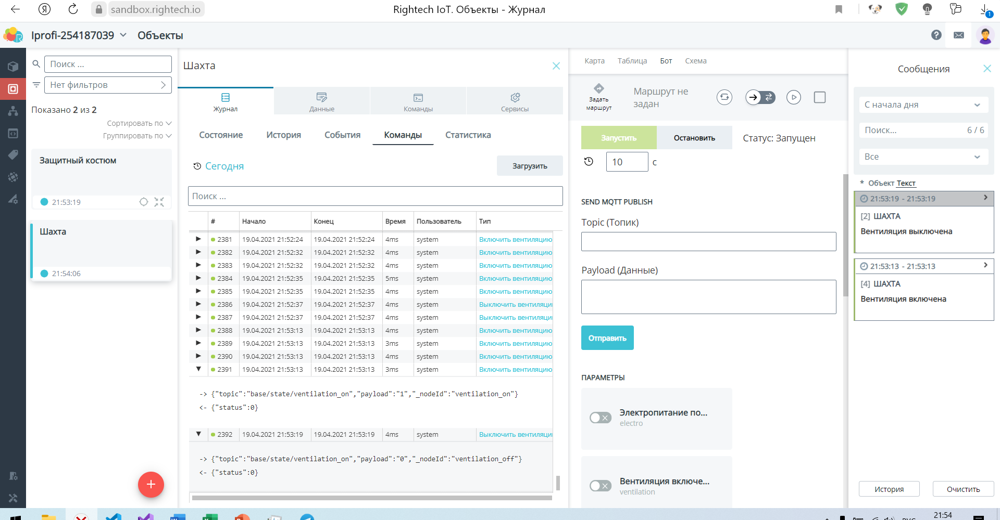 sandbox.rightech.io
Rightech IoT. Объекты - Журнал
1
Iprofi-254187039
Объекты
Поиск ...
Нет фильтров
Показано 2 из 2
Сортировать по
Группировать по
Защитный костюм
21:53:19
Шахта
21:54:06
Шахта
Журнал
Данные
Команды
Сервисы
Состояние
История
События
Команды
Статистика
Сегодня
Загрузить
Поиск ...
# Начало Конец Время Пользователь Тип
2381 19.04.2021 21:52:24 19.04.2021 21:52:24 4ms system Включить вентиляцию
2382 19.04.2021 21:52:32 19.04.2021 21:52:32 4ms system Включить вентиляцию
2383 19.04.2021 21:52:32 19.04.2021 21:52:32 4ms system Включить вентиляцию
2384 19.04.2021 21:52:35 19.04.2021 21:52:35 5ms system Включить вентиляцию
2385 19.04.2021 21:52:35 19.04.2021 21:52:35 4ms system Включить вентиляцию
2386 19.04.2021 21:52:37 19.04.2021 21:52:37 4ms system Выключить вентиляци
2387 19.04.2021 21:52:37 19.04.2021 21:52:37 4ms system Выключить вентиляци
2388 19.04.2021 21:53:13 19.04.2021 21:53:13 4ms system Включить вентиляцию
2389 19.04.2021 21:53:13 19.04.2021 21:53:13 3ms system Включить вентиляцию
2390 19.04.2021 21:53:13 19.04.2021 21:53:13 4ms system Включить вентиляцию
2391 19.04.2021 21:53:13 19.04.2021 21:53:13 3ms system Включить вентиляцию
-> {"topic":"base/state/ventilation_on","payload":"1","_nodeId":"ventilation_on"}
<- {"status":0}
2392 19.04.2021 21:53:19 19.04.2021 21:53:19 4ms system Выключить вентиляци
-> {"topic":"base/state/ventilation_on","payload":"0","_nodeId":"ventilation_off"}
<- {"status":0}
Карта
Таблица
Бот
Схема
Задать
маршрут
Маршрут не
задан
Запустить
Остановить
Статус: Запущен
10 с
SEND MQTT PUBLISH
Topic (Топик)
Payload (Данные)
Отправить
ПАРАМЕТРЫ
Электропитание по...
electro
Вентиляция включе...
ventilation
Сообщения
С начала дня
Поиск... 6 / 6
Все
* Объект Текст
21:53:19 - 21:53:19
[2] ШАХТА
Вентиляция выключена
21:53:13 - 21:53:13
[4] ШАХТА
Вентиляция включена
История
Очистить
21:54